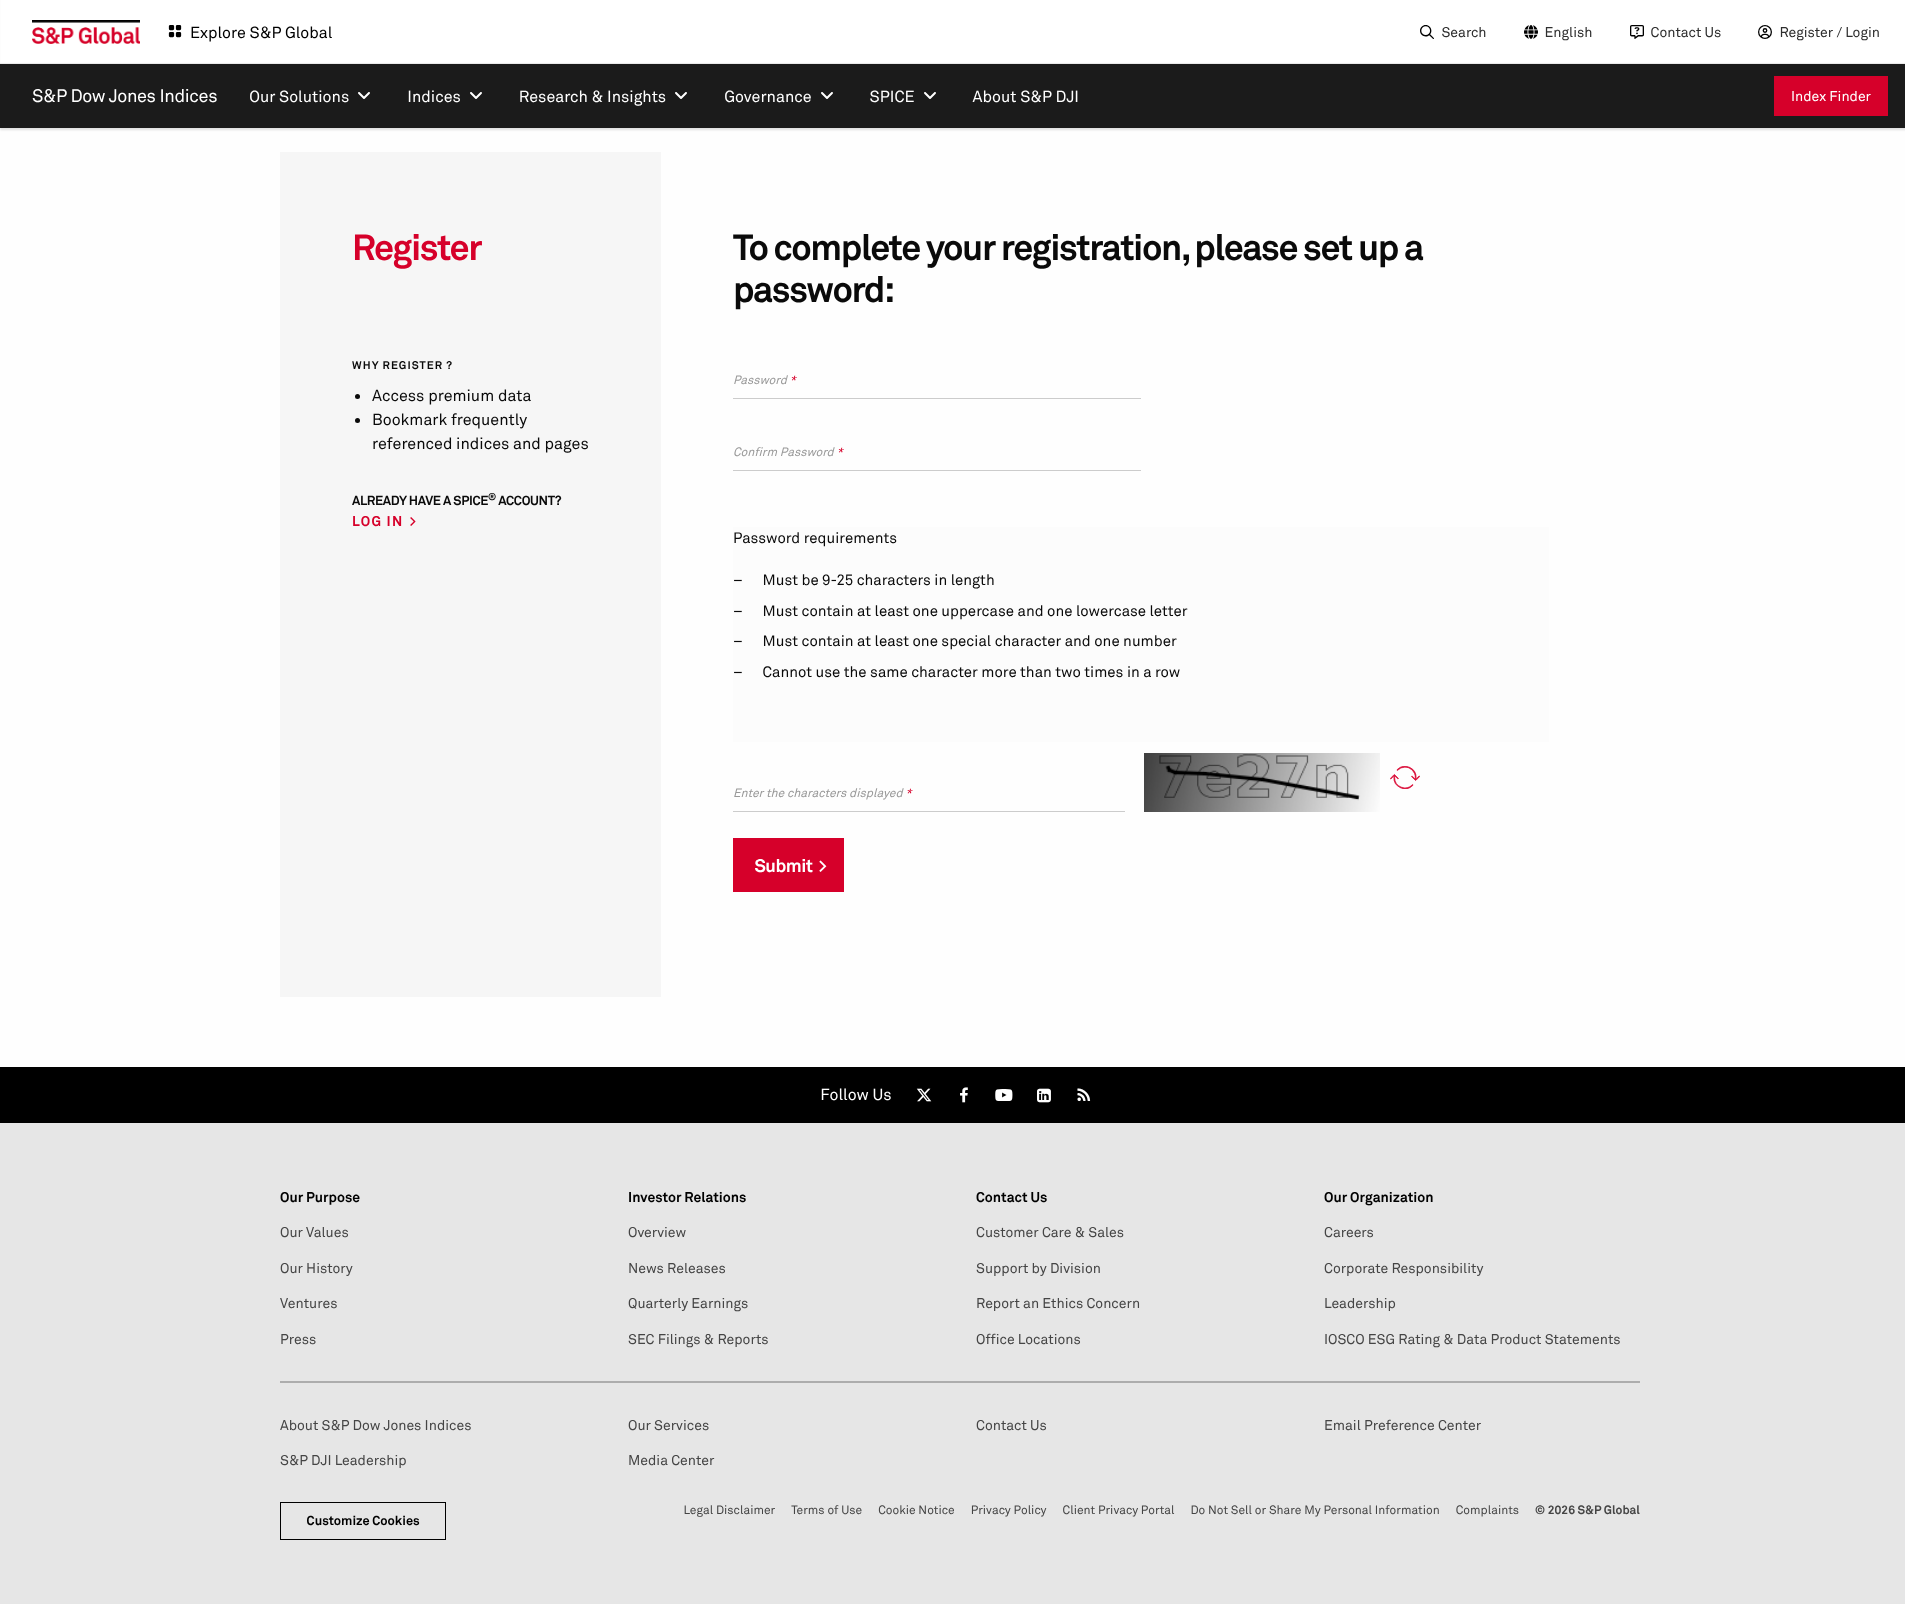 S&P Global
Explore S&P Global
Search
English
Contact Us
Register / Login
S&P Dow Jones Indices
Our Solutions
Indices
Research & Insights
Governance
SPICE
About S&P DJI
Index Finder
Register
WHY REGISTER ?
• Access premium data
• Bookmark frequently
referenced indices and pages
ALREADY HAVE A SPICE® ACCOUNT?
LOG IN >
To complete your registration, please set up a
password:
Password *
Confirm Password *
Password requirements
– Must be 9-25 characters in length
– Must contain at least one uppercase and one lowercase letter
– Must contain at least one special character and one number
– Cannot use the same character more than two times in a row
Enter the characters displayed *
7e27n
Submit >
Follow Us
Our Purpose
Our Values
Our History
Ventures
Press
Investor Relations
Overview
News Releases
Quarterly Earnings
SEC Filings & Reports
Contact Us
Customer Care & Sales
Support by Division
Report an Ethics Concern
Office Locations
Our Organization
Careers
Corporate Responsibility
Leadership
IOSCO ESG Rating & Data Product Statements
About S&P Dow Jones Indices
S&P DJI Leadership
Our Services
Media Center
Contact Us
Email Preference Center
Customize Cookies
Legal Disclaimer
Terms of Use
Cookie Notice
Privacy Policy
Client Privacy Portal
Do Not Sell or Share My Personal Information
Complaints
© 2026 S&P Global